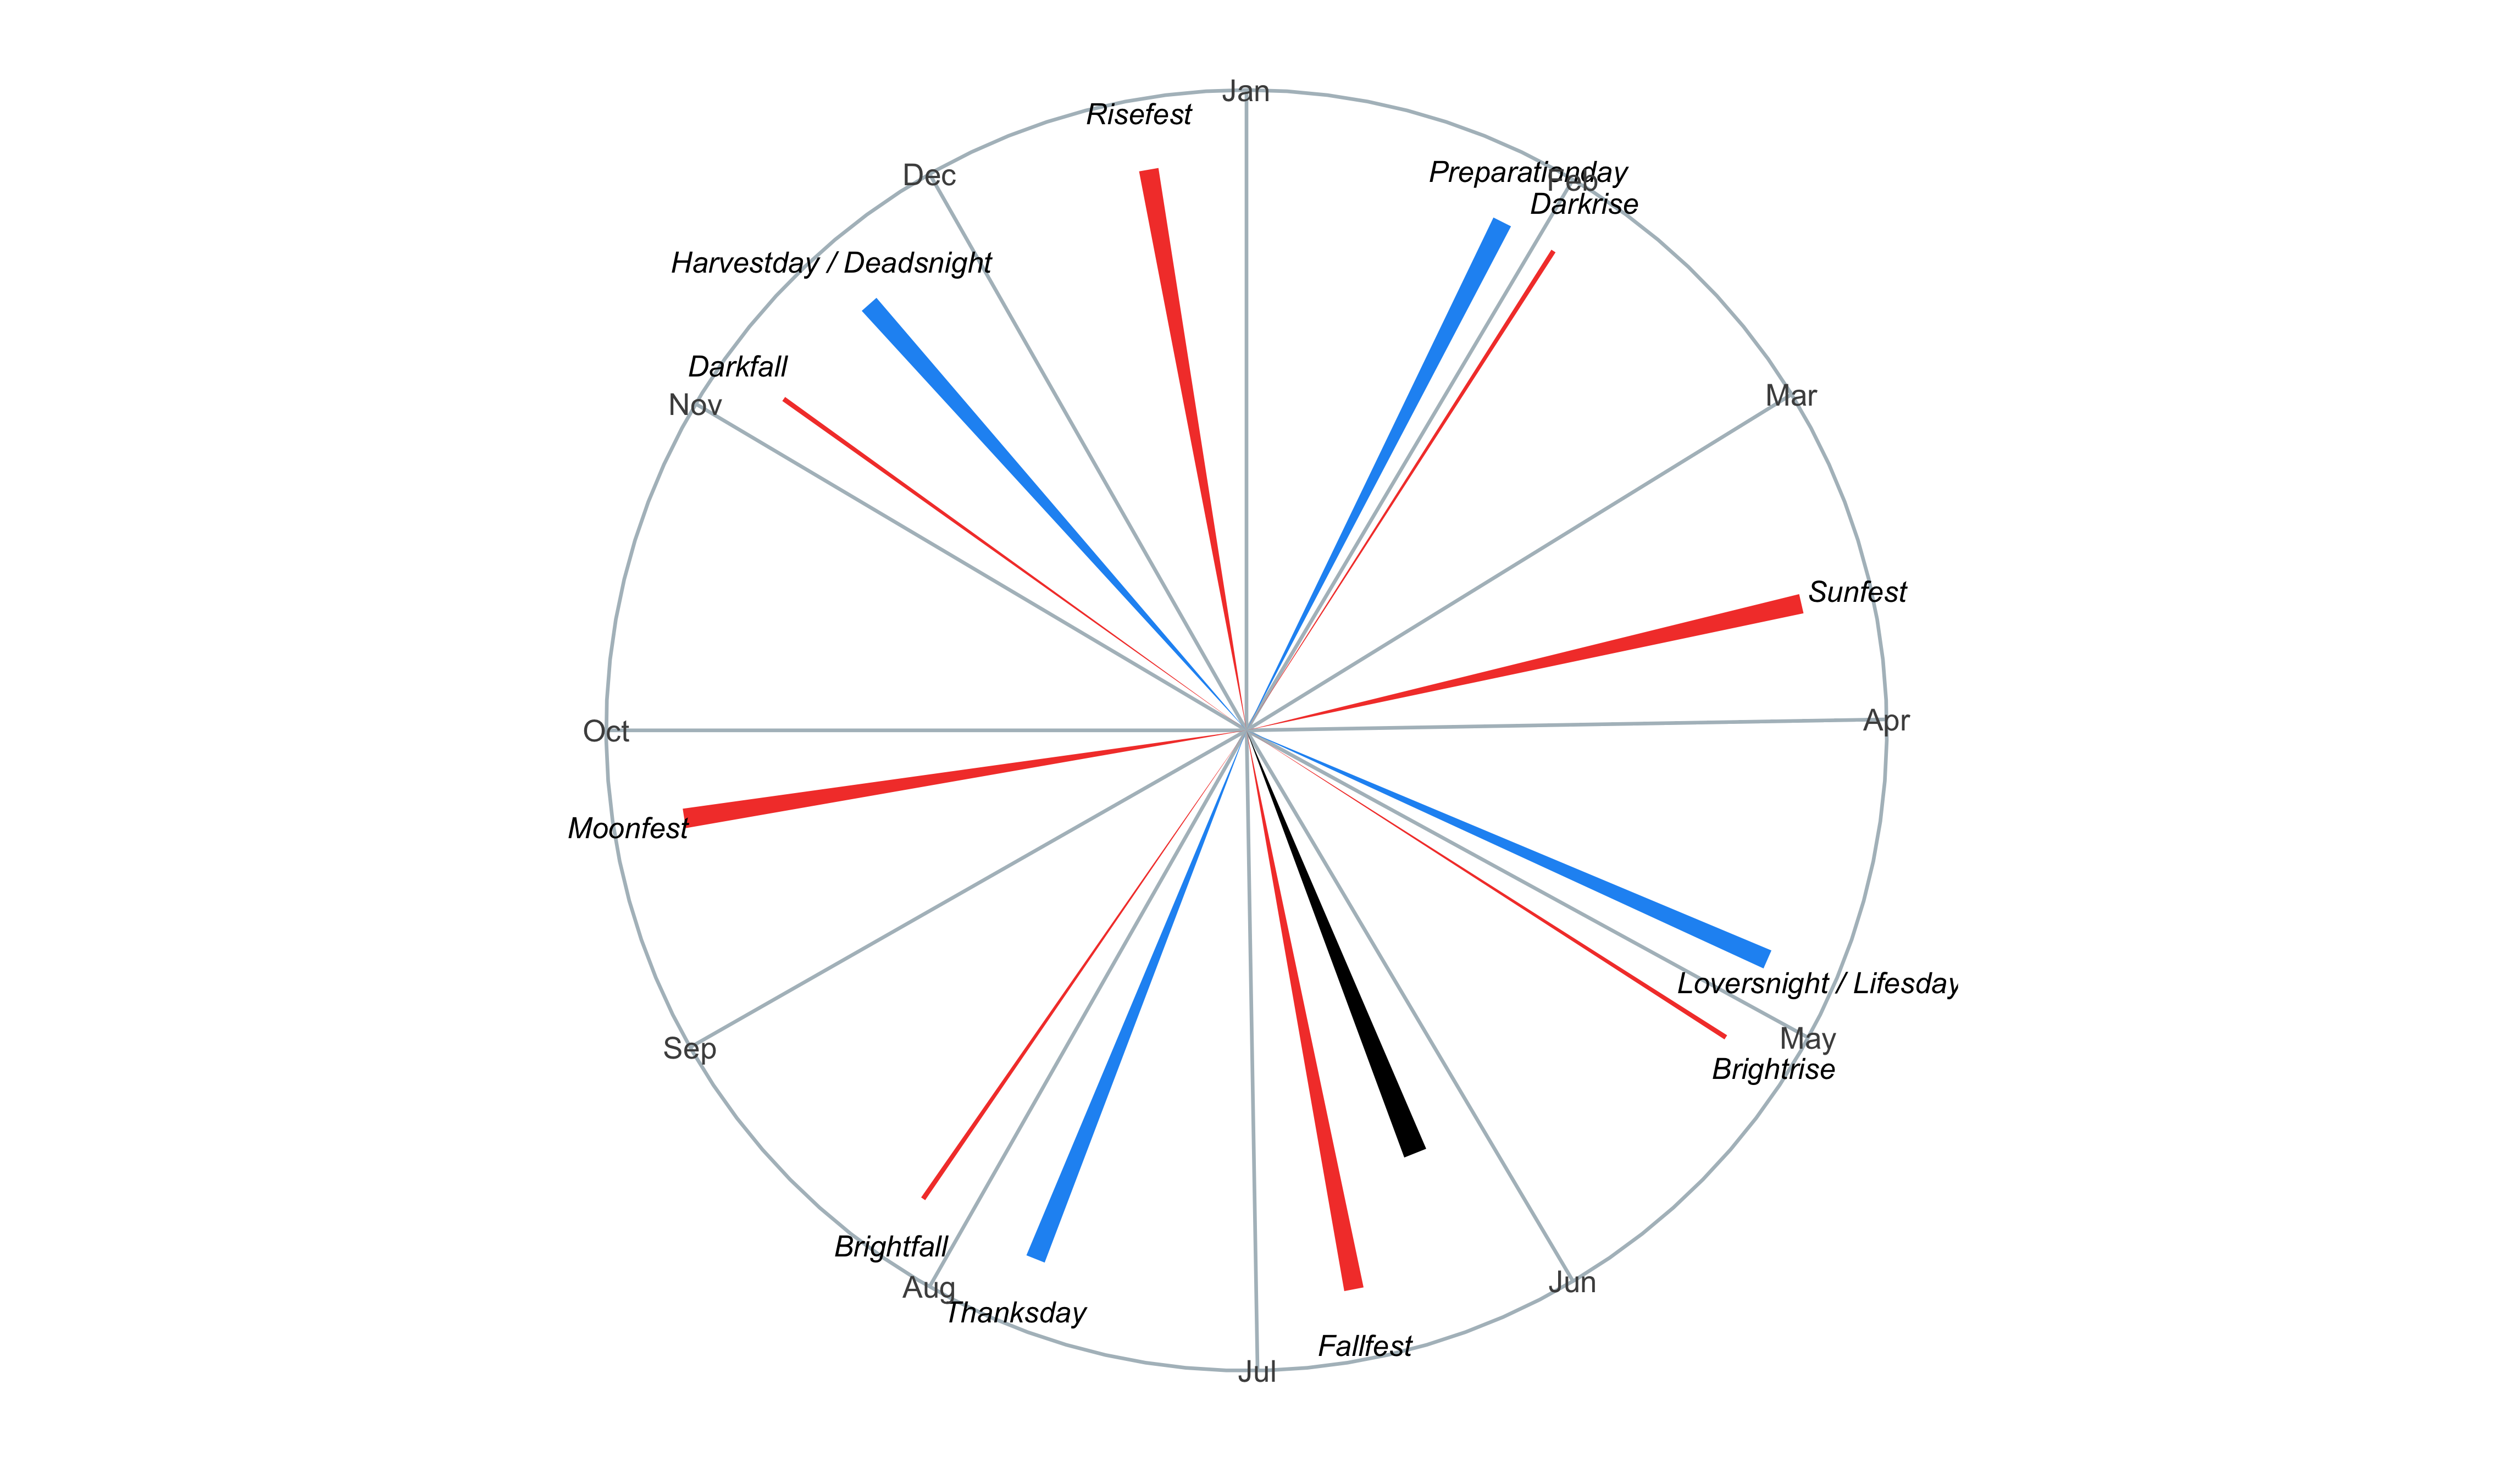 Jan
Risefest
Preparationday
Feb
Dec
Darkrise
Harvestday / Deadsnight
Darkfall
Mar
Nov
Sunfest
Apr
Oct
Moonfest
Loversnight / Lifesday
May
Sep
Brightrise
Brightfall
Jun
Aug
Thanksday
Fallfest
Jul